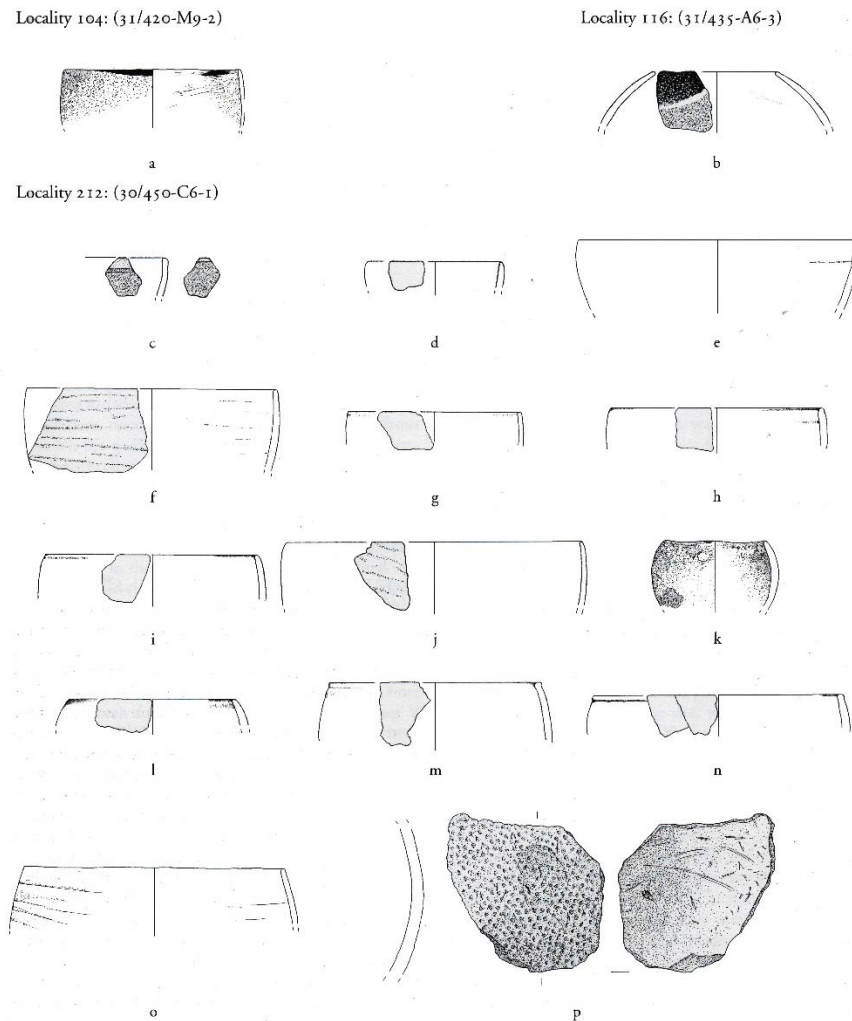 Locality 104: (31/420-M9-2)
Locality 116: (31/435-A6-3)
a
b
Locality 212: (30/450-C6-1)
c
d
e
f
g
h
i
j
k
l
m
n
o
p